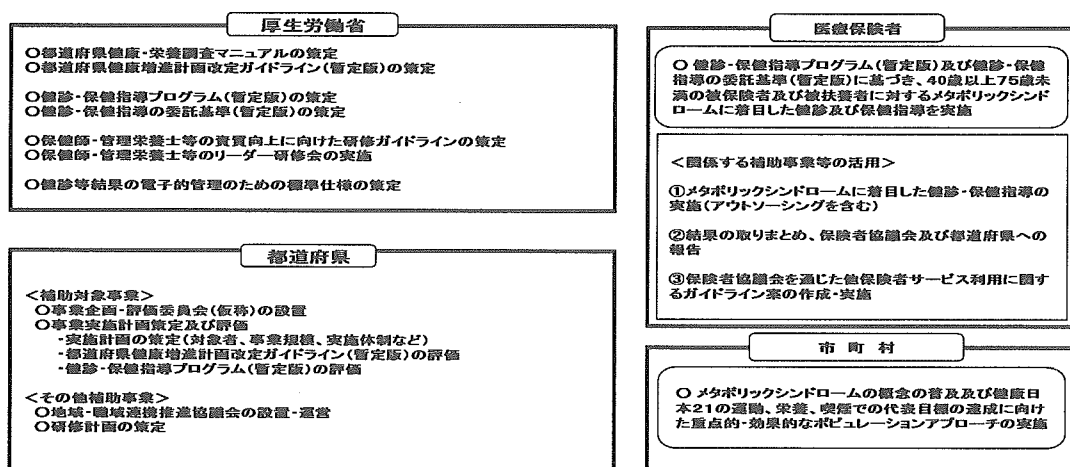 厚生労働省
○都道府県健康・栄養調査マニュアルの策定
○都道府県健康増進計画改定ガイドライン(暫定版)の策定
○健診・保健指導プログラム(暫定版)の策定
○健診・保健指導の委託基準(暫定版)の策定
○保健師・管理栄養士等の資質向上に向けた研修ガイドラインの策定
○保健師・管理栄養士等のリーダー研修会の実施
○健診等結果の電子的管理のための標準仕様の策定
都道府県
<補助対象事業>
○事業企画・評価委員会(仮称)の設置
○事業実施計画策定及び評価
・実施計画の策定(対象者、事業規模、実施体制など)
・都道府県健康増進計画改定ガイドライン(暫定版)の評価
・健診・保健指導プログラム(暫定版)の評価
<その他補助事業>
○地域・職域連携推進協議会の設置・運営
○研修計画の策定
医療保険者
○ 健診・保健指導プログラム(暫定版)及び健診・保健
指導の委託基準(暫定版)に基づき、40歳以上75歳未
満の被保険者及び被扶養者に対するメタボリックシンド
ロームに着目した健診及び保健指導を実施
<関係する補助事業等の活用>
①メタボリックシンドロームに着目した健診・保健指導の
実施(アウトソーシングを含む)
②結果の取りまとめ、保険者協議会及び都道府県への
報告
③保険者協議会を通じた他保険者サービス利用に関す
るガイドライン案の作成・実施
市町村
○ メタボリックシンドロームの概念の普及及び健康日
本21の運動、栄養、喫煙での代表目標の達成に向け
た重点的・効果的なポピュレーションアプローチの実施